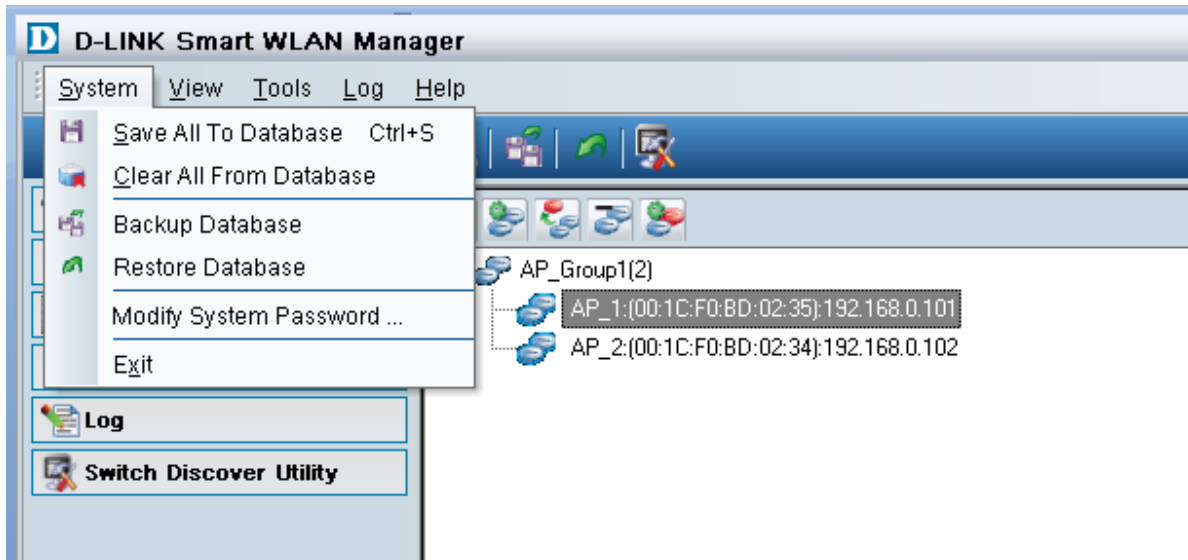 D-LINK Smart WLAN Manager
System View Tools Log Help
Save All To Database Ctrl+S
Clear All From Database
Backup Database
Restore Database
Modify System Password ...
Exit
Log
Switch Discover Utility
AP_Group1(2)
AP_1:(00:1C:F0:BD:02:35):192.168.0.101
AP_2:(00:1C:F0:BD:02:34):192.168.0.102